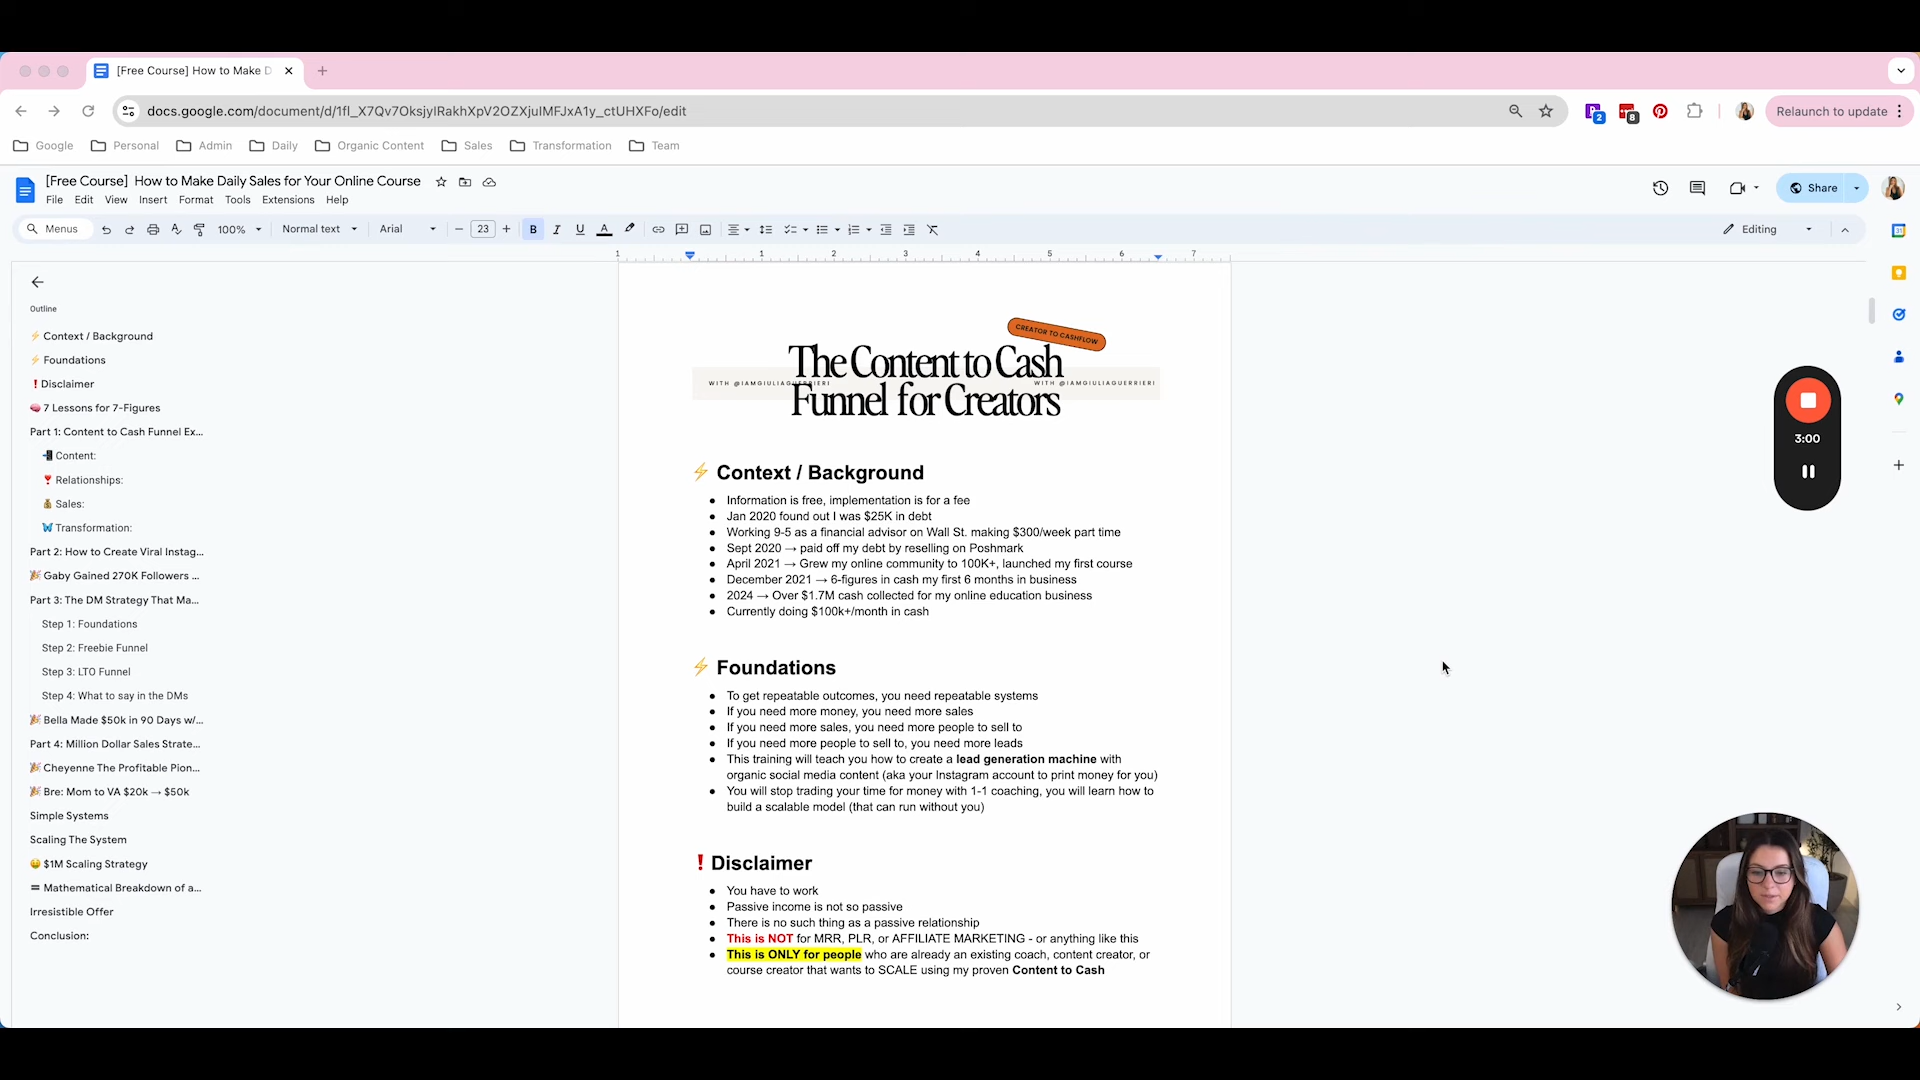 [Free Course] How to Make D
docs.google.com/document/d/1fI_X7Qv7OksjyIRakhXpV2OZXjuIMFJxA1y_ctUHXFo/edit
2
8
Relaunch to update
Google
Personal
Admin
Daily
Organic Content
Sales
Transformation
Team
[Free Course] How to Make Daily Sales for Your Online Course
File Edit View Insert Format Tools Extensions Help
Share
Menus
100%
Normal text
Arial
23
B
I
U
A
Editing
1 1 2 3 4 5 6 7
31
Outline
⚡ Context / Background
⚡ Foundations
❗ Disclaimer
🧠 7 Lessons for 7-Figures
Part 1: Content to Cash Funnel Ex...
📲 Content:
❣️ Relationships:
💰 Sales:
🦋 Transformation:
Part 2: How to Create Viral Instag...
🎉 Gaby Gained 270K Followers ...
Part 3: The DM Strategy That Ma...
Step 1: Foundations
Step 2: Freebie Funnel
Step 3: LTO Funnel
Step 4: What to say in the DMs
🎉 Bella Made $50k in 90 Days w/...
Part 4: Million Dollar Sales Strate...
🎉 Cheyenne The Profitable Pion...
🎉 Bre: Mom to VA $20k → $50k
Simple Systems
Scaling The System
😀 $1M Scaling Strategy
🟰 Mathematical Breakdown of a...
Irresistible Offer
Conclusion:
CREATOR TO CASHFLOW
The Content to Cash
WITH @IAMGIULIAGUERRIERI
WITH @IAMGIULIAGUERRIERI
Funnel for Creators
⚡ Context / Background
● Information is free, implementation is for a fee
● Jan 2020 found out I was $25K in debt
● Working 9-5 as a financial advisor on Wall St. making $300/week part time
● Sept 2020 → paid off my debt by reselling on Poshmark
● April 2021 → Grew my online community to 100K+, launched my first course
● December 2021 → 6-figures in cash my first 6 months in business
● 2024 → Over $1.7M cash collected for my online education business
● Currently doing $100k+/month in cash
⚡ Foundations
● To get repeatable outcomes, you need repeatable systems
● If you need more money, you need more sales
● If you need more sales, you need more people to sell to
● If you need more people to sell to, you need more leads
● This training will teach you how to create a lead generation machine with
organic social media content (aka your Instagram account to print money for you)
● You will stop trading your time for money with 1-1 coaching, you will learn how to
build a scalable model (that can run without you)
❗ Disclaimer
● You have to work
● Passive income is not so passive
● There is no such thing as a passive relationship
● This is NOT for MRR, PLR, or AFFILIATE MARKETING - or anything like this
● This is ONLY for people who are already an existing coach, content creator, or
course creator that wants to SCALE using my proven Content to Cash
3:00